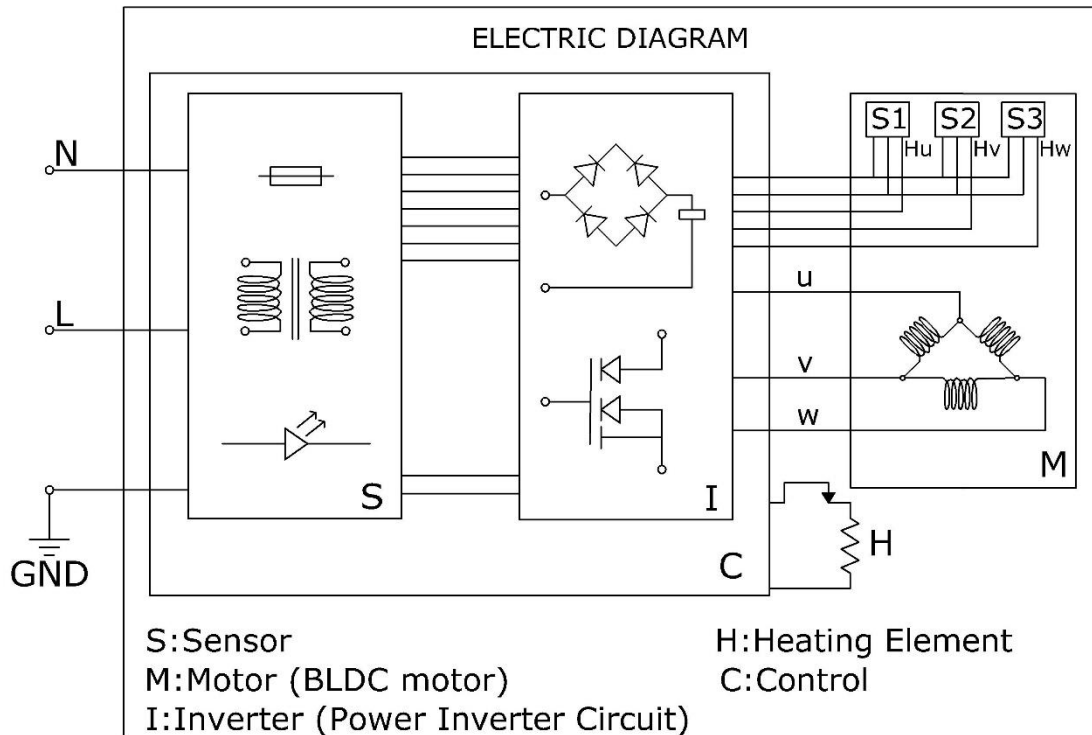 ELECTRIC DIAGRAM
S1 S2 S3
Hu Hv Hw
N
u
L
v
w
S
I
M
GND
C
H
S:Sensor
H:Heating Element
M:Motor (BLDC motor)
C:Control
I:Inverter (Power Inverter Circuit)